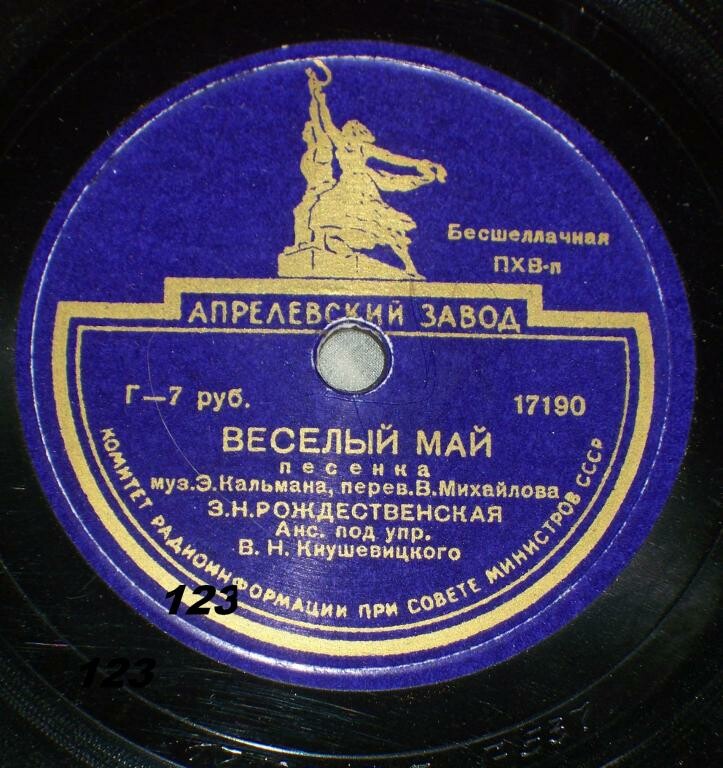 Бесшеллачная
ПХВ-п
АПРЕЛЕВСКИЙ ЗАВОД
Г—7 руб.
17190
ВЕСЕЛЫЙ МАЙ
песенка
муз.Э.Кальмана, перев.В.Михайлова
З.Н.РОЖДЕСТВЕНСКАЯ
Анс. под упр.
В. Н. Кнушевицкого
КОМИТЕТ РАДИОИНФОРМАЦИИ ПРИ СОВЕТЕ МИНИСТРОВ СССР
123
123